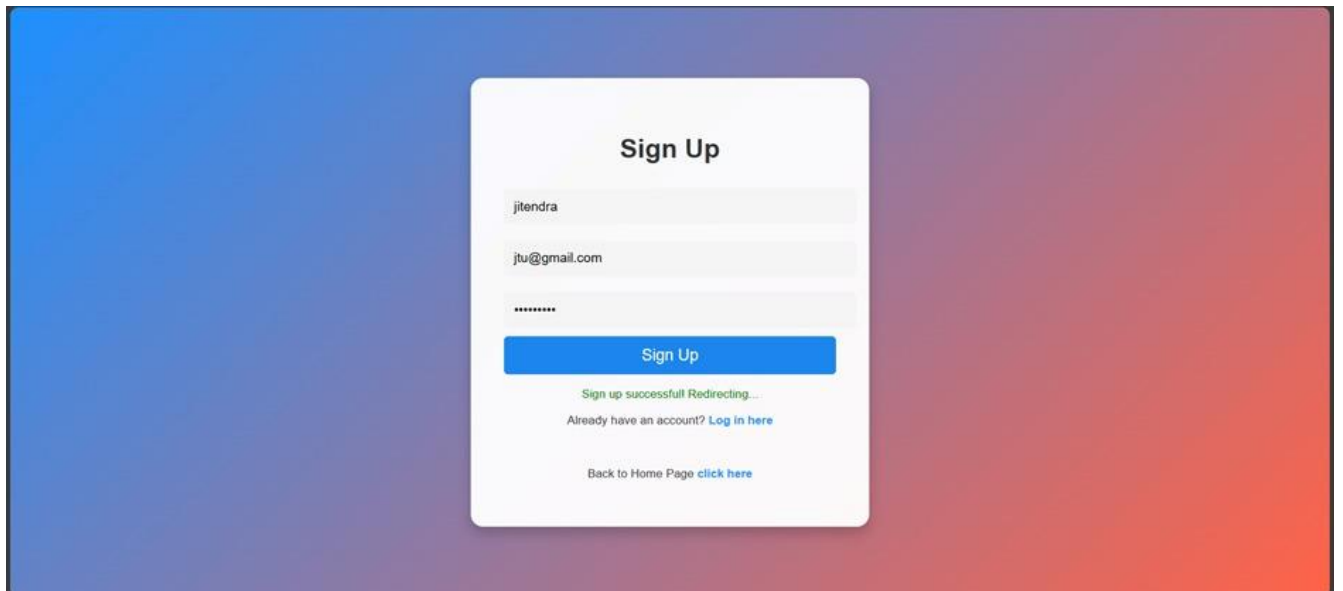 Sign Up
jitendra
jtu@gmail.com
•••••••••
Sign Up
Sign up successful! Redirecting...
Already have an account? Log in here
Back to Home Page click here